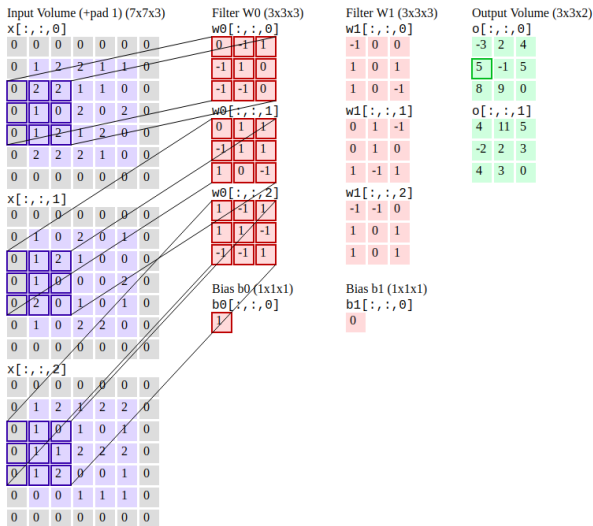 Input Volume (+pad 1) (7x7x3)
x[:,:,0]
0 0 0 0 0 0 0
0 1 2 2 1 1 0
0 2 2 1 1 0 0
0 1 0 2 0 2 0
0 1 2 1 2 0 0
0 2 2 2 1 0 0
0 0 0 0 0 0 0
x[:,:,1]
0 0 0 0 0 0 0
0 1 0 2 0 1 0
0 1 2 1 0 0 0
0 1 0 0 0 2 0
0 2 0 1 0 1 0
0 1 0 2 2 0 0
0 0 0 0 0 0 0
x[:,:,2]
0 0 0 0 0 0 0
0 1 2 1 2 2 0
0 1 0 1 0 1 0
0 1 1 2 2 2 0
0 1 2 0 0 1 0
0 0 0 1 1 1 0
0 0 0 0 0 0 0
Filter W0 (3x3x3)
w0[:,:,0]
0 -1 1
-1 1 0
-1 -1 0
w0[:,:,1]
0 1 1
-1 1 1
1 0 -1
w0[:,:,2]
1 -1 1
1 1 -1
-1 -1 1
Bias b0 (1x1x1)
b0[:,:,0]
1
Filter W1 (3x3x3)
w1[:,:,0]
-1 0 0
1 0 1
1 0 -1
w1[:,:,1]
0 1 -1
0 1 0
1 -1 1
w1[:,:,2]
-1 -1 0
1 0 1
1 0 1
Bias b1 (1x1x1)
b1[:,:,0]
0
Output Volume (3x3x2)
o[:,:,0]
-3 2 4
5 -1 5
8 9 0
o[:,:,1]
4 11 5
-2 2 3
4 3 0